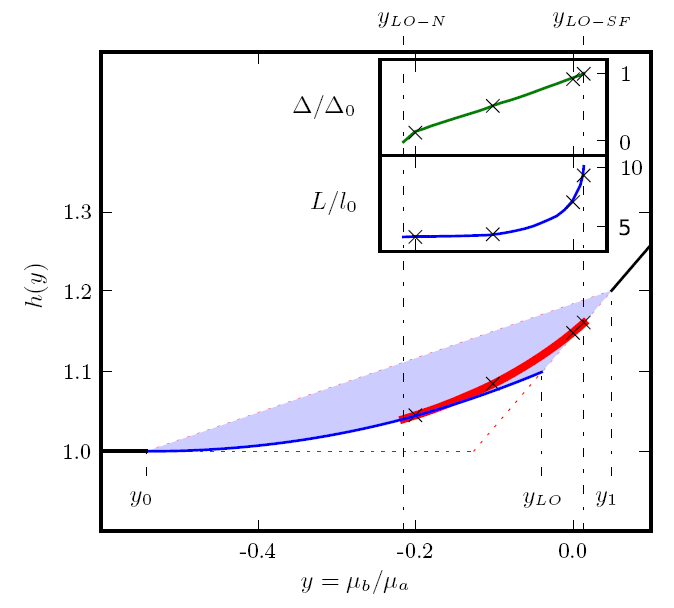 y_{LO-N} y_{LO-SF}
Δ/Δ_0
1
0
L/l_0
10
5
h(y)
1.3
1.2
1.1
1.0
y_0 y_{LO} y_1
-0.4 -0.2 0.0
y = μ_b/μ_a